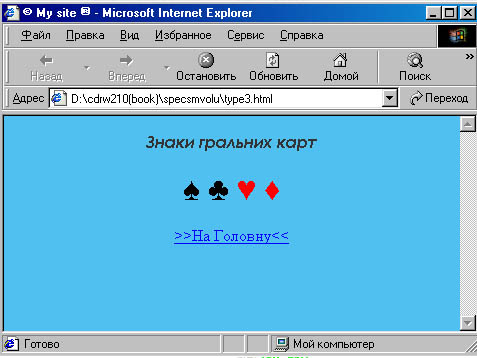 👁 My site ® - Microsoft Internet Explorer
Файл Правка Вид Избранное Сервис Справка
Назад Вперед Остановить Обновить Домой Поиск »
Адрес D:\cdrw210(book)\specsmvolu\type3.html Переход
Знаки гральних карт
♠ ♣ ♥ ♦
>>На Головну<<
Готово Мой компьютер